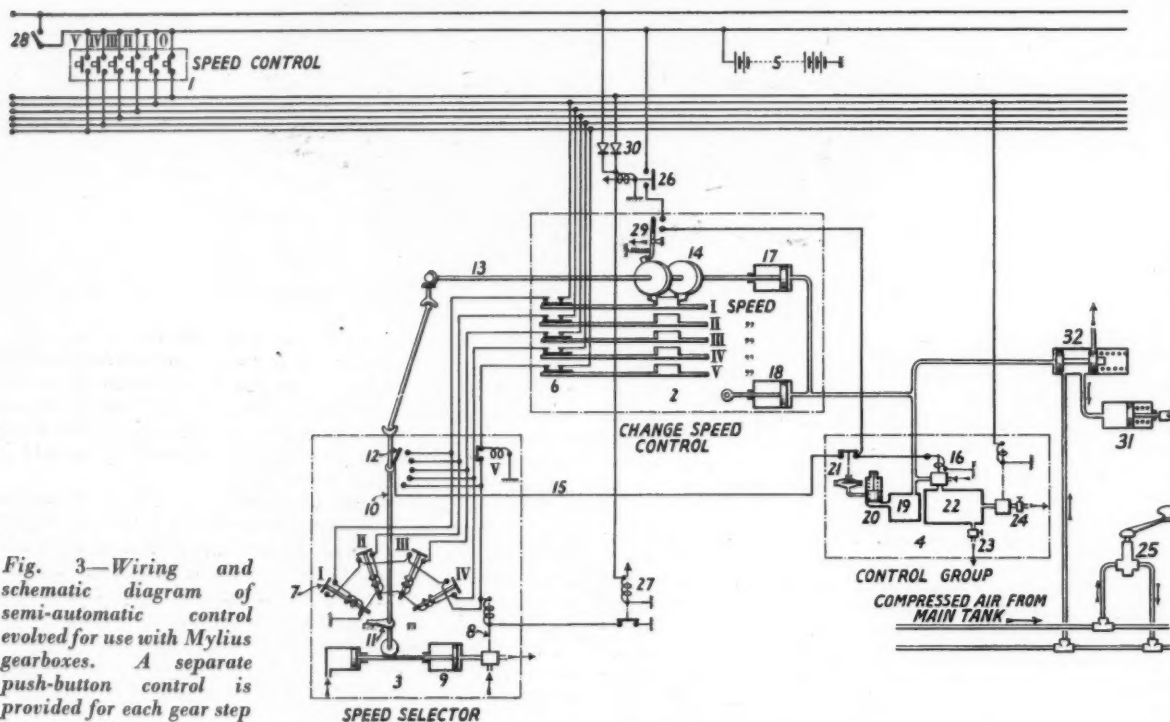 28
V IV III II I O
SPEED CONTROL
1
5
30
26
29
14
17
13
I SPEED
II "
III "
IV "
V "
18
6
2
CHANGE SPEED
CONTROL
32
31
12
V
10
15
21
16
20
19
22
24
4
23
25
CONTROL GROUP
COMPRESSED AIR FROM
MAIN TANK
II III
I IV
7
11
8
27
3
9
SPEED SELECTOR
Fig. 3—Wiring and
schematic diagram of
semi-automatic control
evolved for use with Mylius
gearboxes. A separate
push-button control is
provided for each gear step